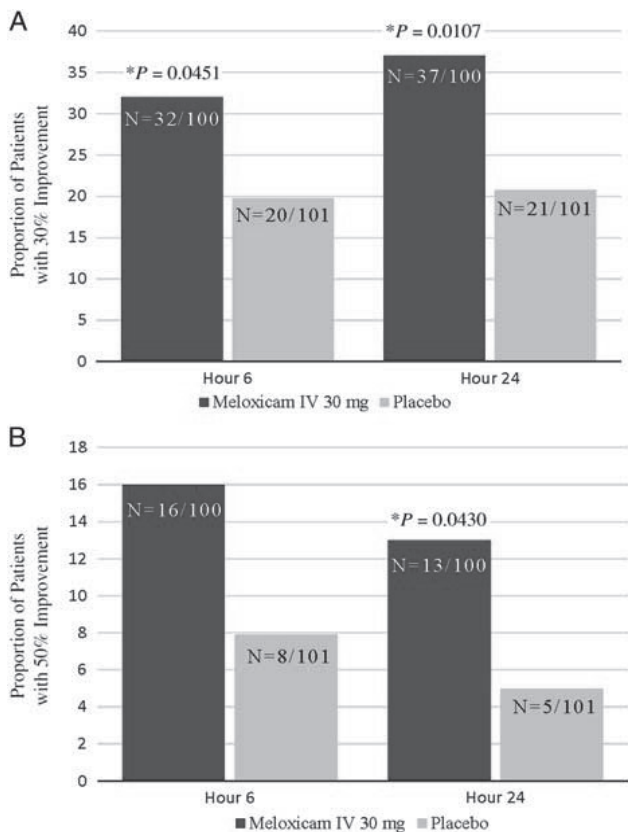 A
Proportion of Patients
with 30% Improvement
40
35
30
25
20
15
10
5
0
*P = 0.0451
*P = 0.0107
N=32/100
N=20/101
N=37/100
N=21/101
Hour 6
Hour 24
Meloxicam IV 30 mg
Placebo
B
Proportion of Patients
with 50% Improvement
18
16
14
12
10
8
6
4
2
0
*P = 0.0430
N=16/100
N=8/101
N=13/100
N=5/101
Hour 6
Hour 24
Meloxicam IV 30 mg
Placebo